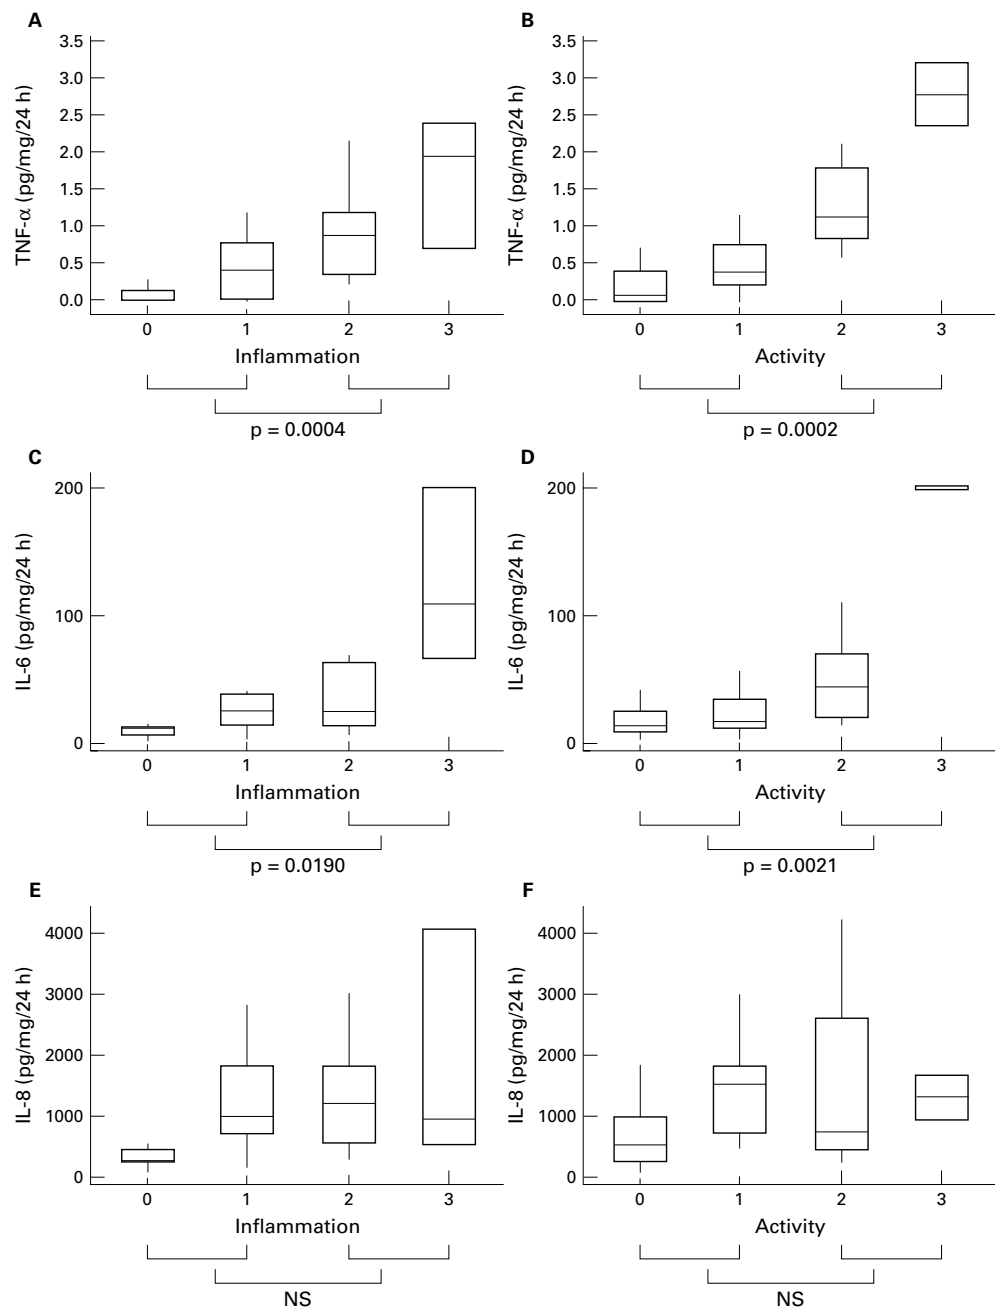 A
3.5
3.0
2.5
2.0
1.5
1.0
0.5
0.0
TNF-α (pg/mg/24 h)
0 1 2 3
Inflammation
p = 0.0004
B
3.5
3.0
2.5
2.0
1.5
1.0
0.5
0.0
TNF-α (pg/mg/24 h)
0 1 2 3
Activity
p = 0.0002
C
200
100
0
IL-6 (pg/mg/24 h)
0 1 2 3
Inflammation
p = 0.0190
D
200
100
0
IL-6 (pg/mg/24 h)
0 1 2 3
Activity
p = 0.0021
E
4000
3000
2000
1000
0
IL-8 (pg/mg/24 h)
0 1 2 3
Inflammation
NS
F
4000
3000
2000
1000
0
IL-8 (pg/mg/24 h)
0 1 2 3
Activity
NS